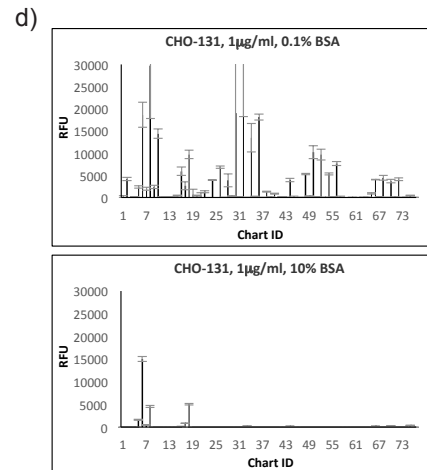 d)
CHO-131, 1µg/ml, 0.1% BSA
30000
25000
20000
15000
10000
5000
0
RFU
1 7 13 19 25 31 37 43 49 55 61 67 73
Chart ID
CHO-131, 1µg/ml, 10% BSA
30000
25000
20000
15000
10000
5000
0
RFU
1 7 13 19 25 31 37 43 49 55 61 67 73
Chart ID